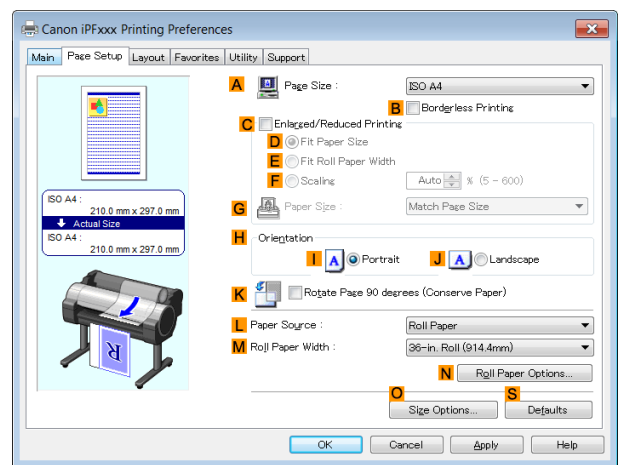 Canon iPFxxx Printing Preferences
Main Page Setup Layout Favorites Utility Support
A Page Size : ISO A4
B Borderless Printing
C Enlarged/Reduced Printing
D Fit Paper Size
E Fit Roll Paper Width
F Scaling Auto % (5 - 600)
G Paper Size : Match Page Size
ISO A4 :
210.0 mm x 297.0 mm
Actual Size
ISO A4 :
210.0 mm x 297.0 mm
H Orientation
I A Portrait J A Landscape
K Rotate Page 90 degrees (Conserve Paper)
L Paper Source : Roll Paper
M Roll Paper Width : 36-in. Roll (914.4mm)
N Roll Paper Options...
O S
Size Options... Defaults
R
OK Cancel Apply Help